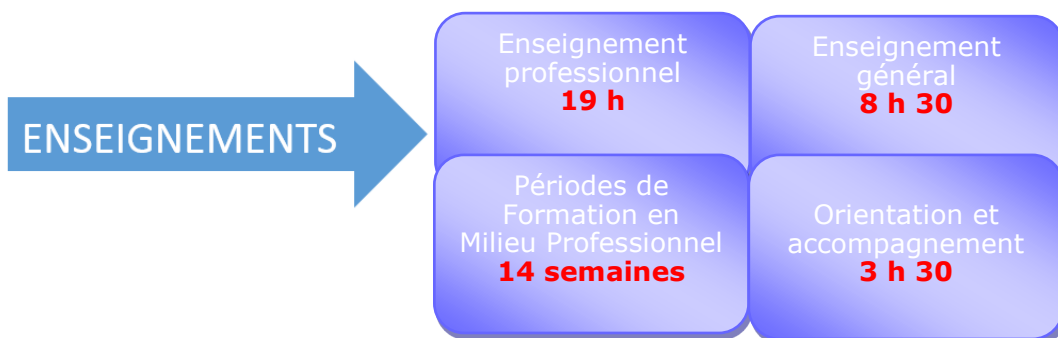 ENSEIGNEMENTS
Enseignement
professionnel
19 h
Enseignement
général
8 h 30
Périodes de
Formation en
Milieu Professionnel
14 semaines
Orientation et
accompagnement
3 h 30